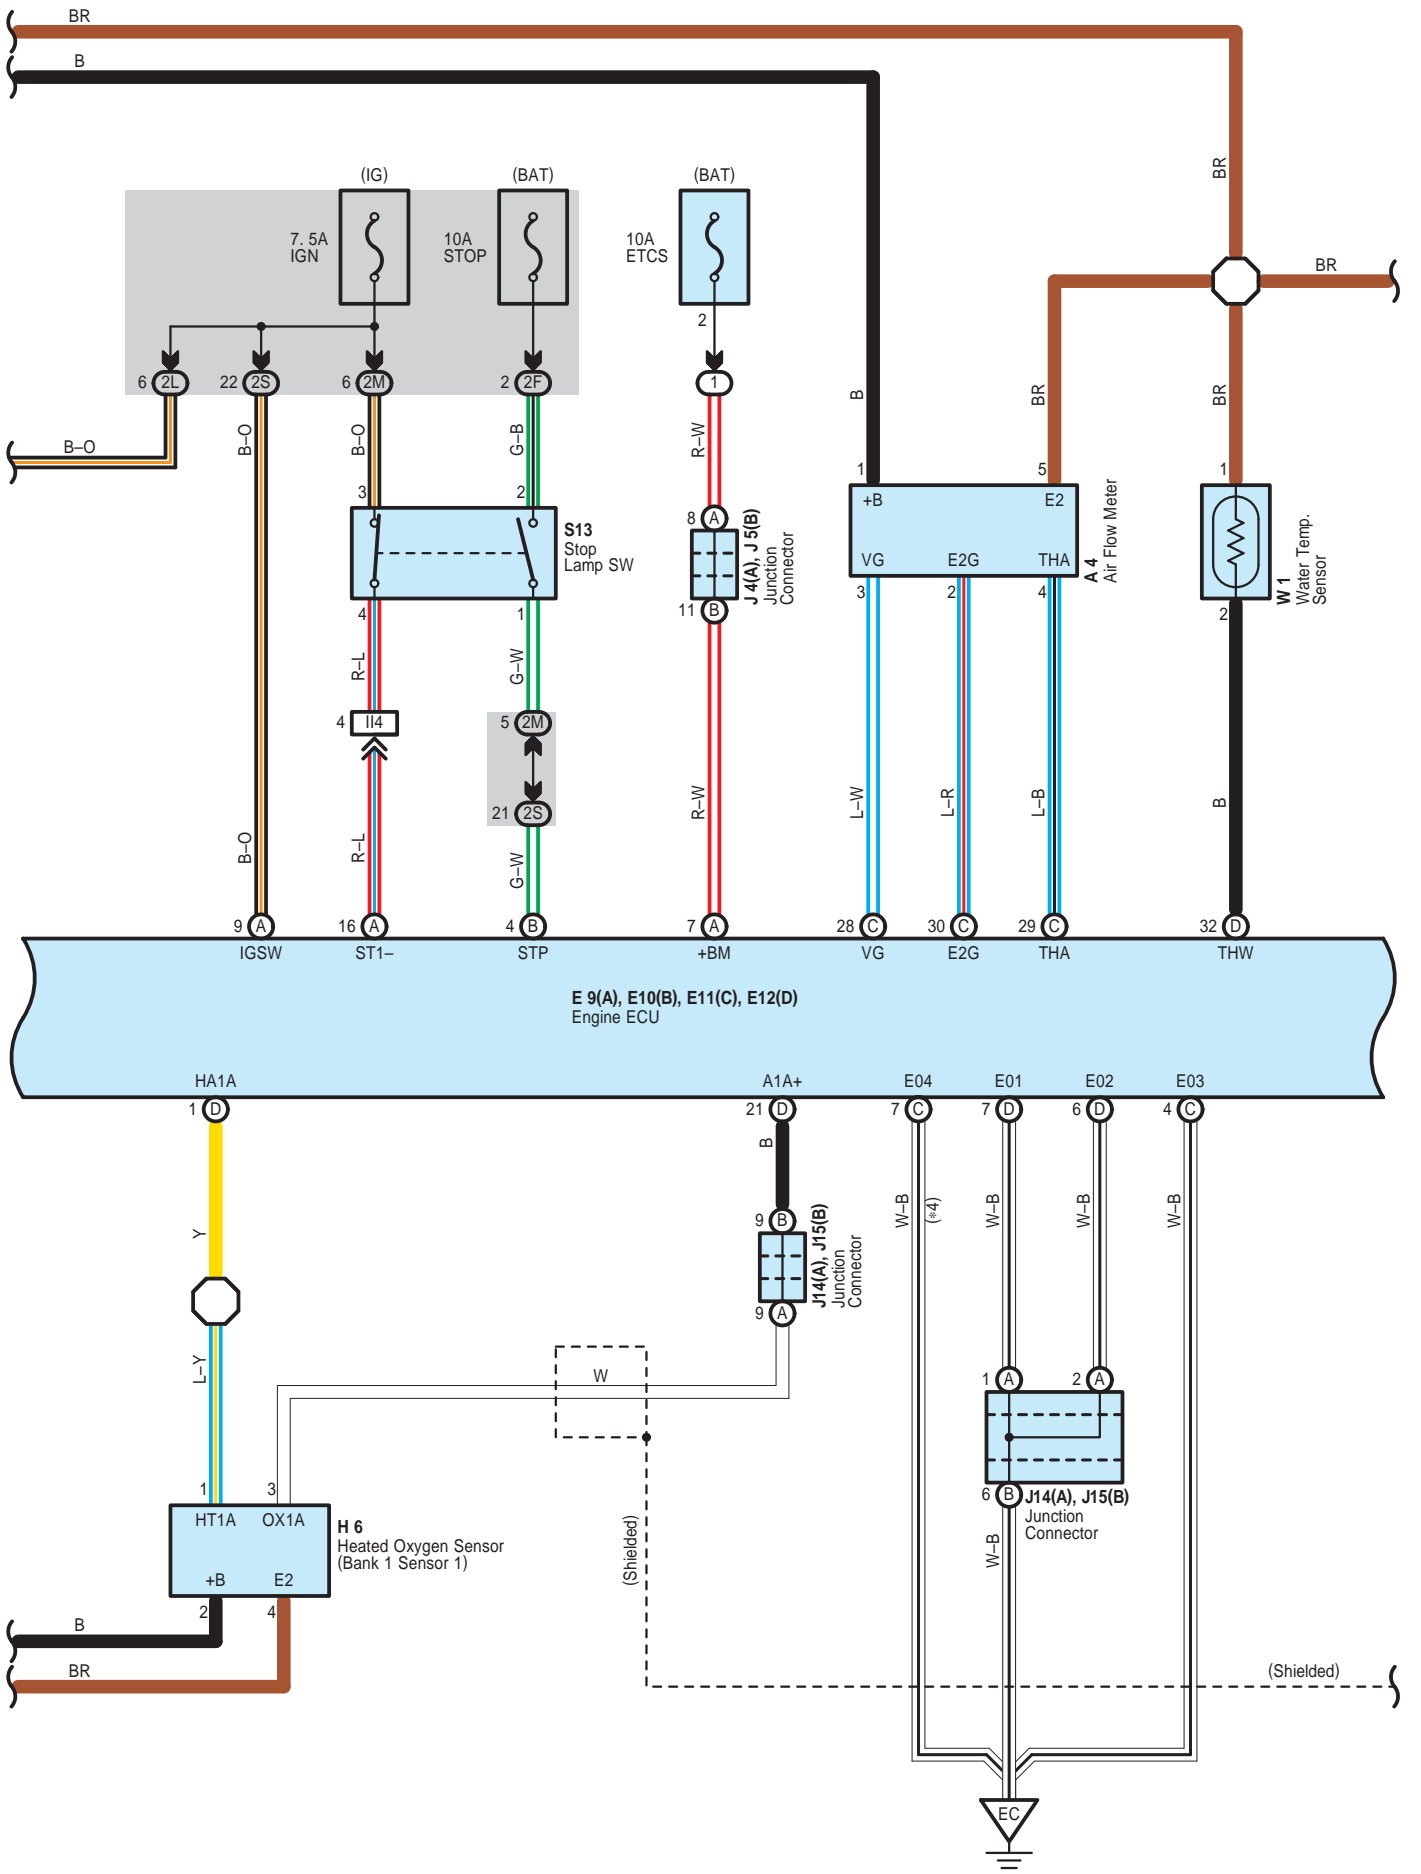 BR
B
(IG)
(BAT)
(BAT)
BR
7. 5A
IGN
10A
STOP
10A
ETCS
BR
2
6 2L
22 2S
6 2M
2 2F
1
B–O
B–O
B–O
G–B
R–W
B
BR
BR
3
2
8 A
1
5
1
S13
Stop
Lamp SW
J 4(A), J 5(B)
Junction
Connector
+B
E2
VG
E2G
THA
A 4
Air Flow Meter
W 1
Water Temp.
Sensor
4
1
11 B
3
2
4
2
R–L
G–W
4 II4
5 2M
21 2S
B–O
R–L
G–W
R–W
L–W
L–R
L–B
B
9 A
16 A
4 B
7 A
28 C
30 C
29 C
32 D
IGSW
ST1–
STP
+BM
VG
E2G
THA
THW
E 9(A), E10(B), E11(C), E12(D)
Engine ECU
HA1A
A1A+
E04
E01
E02
E03
1 D
21 D
7 C
7 D
6 D
4 C
B
Y
W–B
(∗4)
W–B
W–B
W–B
9 B
J14(A), J15(B)
Junction
Connector
9 A
L–Y
W
1 A
2 A
1
3
HT1A
OX1A
H 6
Heated Oxygen Sensor
(Bank 1 Sensor 1)
+B
E2
6 B
J14(A), J15(B)
Junction
Connector
W–B
(Shielded)
2
4
B
BR
(Shielded)
EC